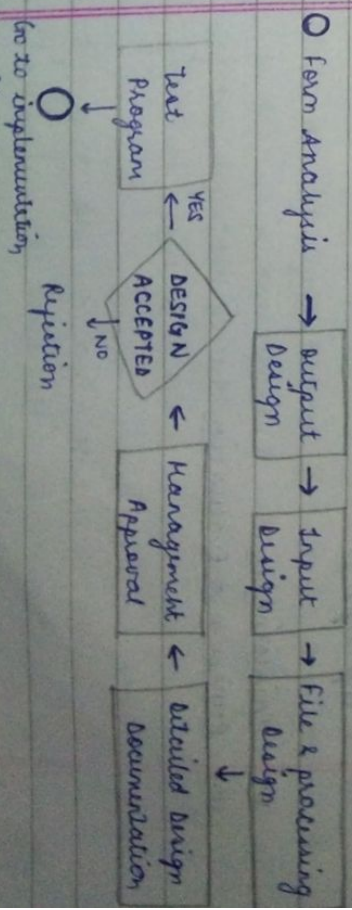 Form Analysis → Output Design → Input Design → File & processing Design
↓
Test Program ← YES DESIGN ACCEPTED ← Management Approval ← Detailed Design Documentation
↓ ↓ NO
Rejection
Go to implementation